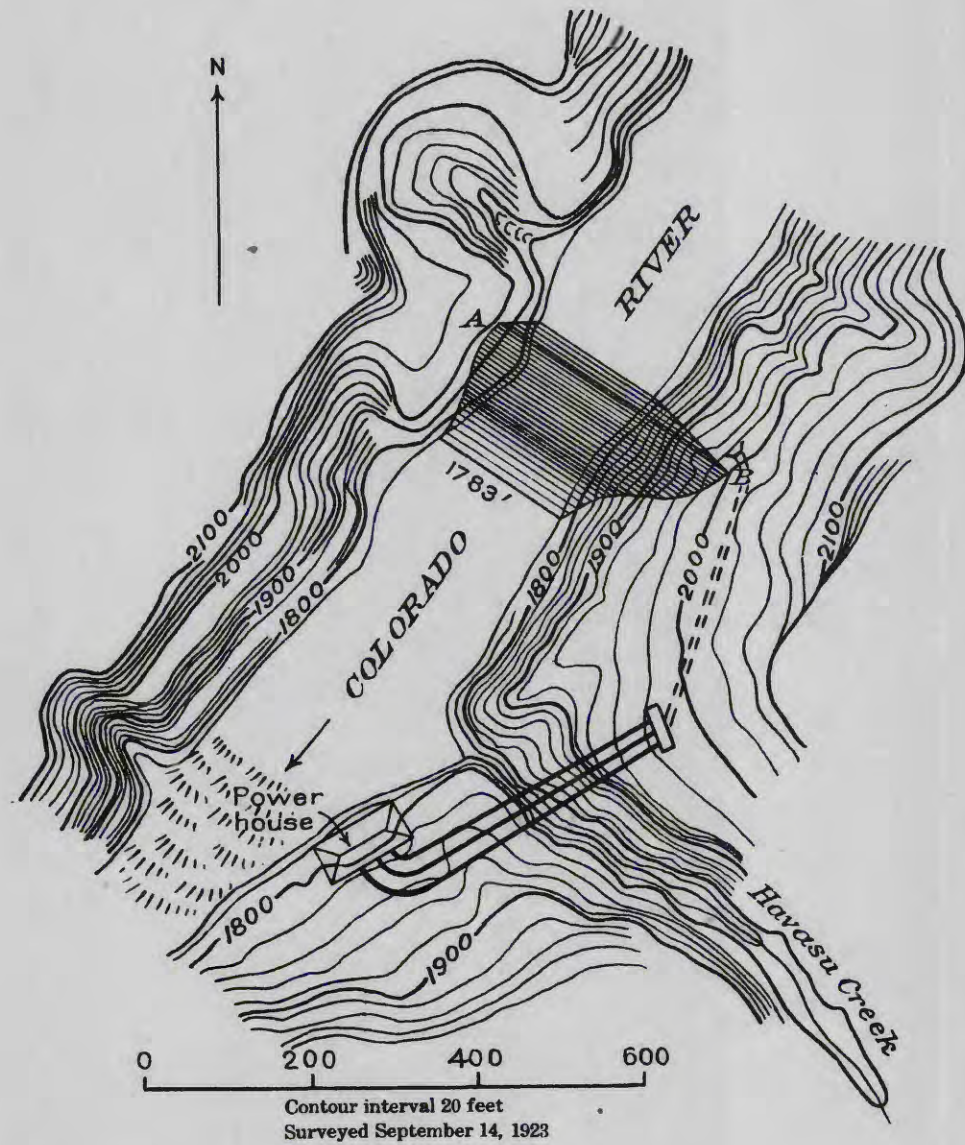 N
RIVER
A
B
1783'
COLORADO
2100
2000
1900
1800
1800
1900
2000
2100
Power
house
1800
1900
Havasu Creek
0 200 400 600
Contour interval 20 feet
Surveyed September 14, 1923